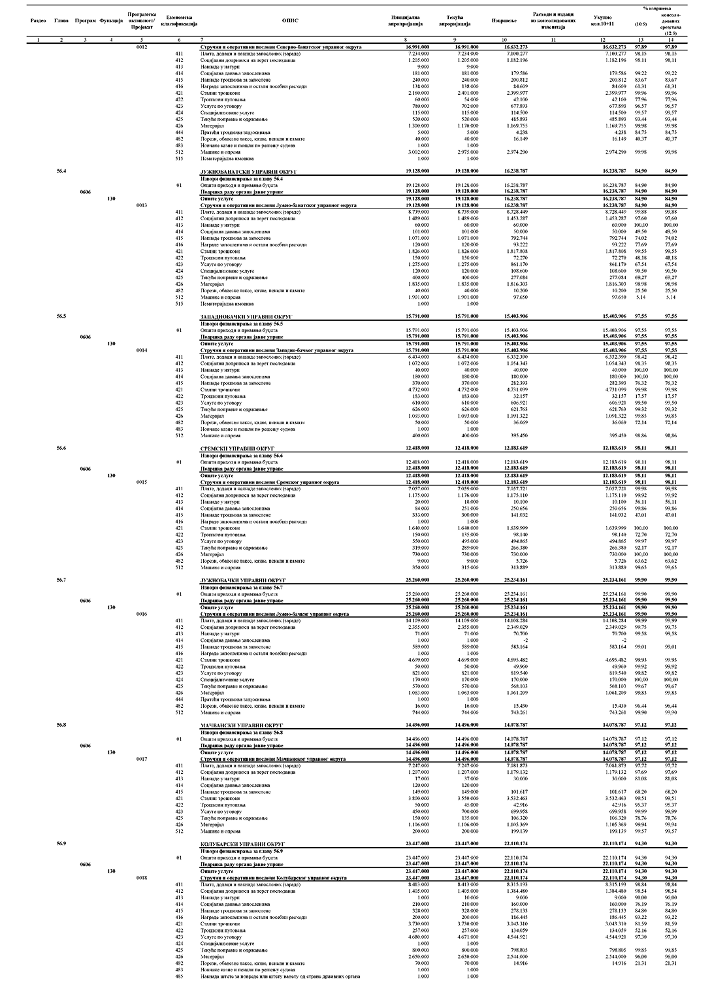 Раздео Глава Програм Функција Програмска активност/ Пројекат Економска класификација ОПИС Иницијална апропријација Текућа апропријација Извршење Расходи и издаци из консолидованих извештаја Укупно кол.10+11 % извршења (10:9) консоли-дованих средстава (12:9)
1 2 3 4 5 6 7 8 9 10 11 12 13 14
0012 Стручни и оперативни послови Северно-банатског управног округа 16.991.000 16.991.000 16.632.273 16.632.273 97,89 97,89
411 Плате, додаци и накнаде запослених (зараде) 7.234.000 7.234.000 7.100.277 7.100.277 98,15 98,15
412 Социјални доприноси на терет послодавца 1.205.000 1.205.000 1.182.196 1.182.196 98,11 98,11
413 Накнаде у натури 9.000 9.000
414 Социјална давања запосленима 181.000 181.000 179.586 179.586 99,22 99,22
415 Накнаде трошкова за запослене 240.000 240.000 200.812 200.812 83,67 83,67
416 Награде запосленима и остали посебни расходи 138.000 138.000 84.609 84.609 61,31 61,31
421 Стални трошкови 2.160.000 2.401.000 2.399.977 2.399.977 99,96 99,96
422 Трошкови путовања 60.000 54.000 42.100 42.100 77,96 77,96
423 Услуге по уговору 780.000 702.000 677.893 677.893 96,57 96,57
424 Специјализоване услуге 115.000 115.000 114.500 114.500 99,57 99,57
425 Текуће поправке и одржавање 520.000 520.000 485.893 485.893 93,44 93,44
426 Материјал 1.300.000 1.170.000 1.169.755 1.169.755 99,98 99,98
444 Пратећи трошкови задуживања 5.000 5.000 4.238 4.238 84,75 84,75
482 Порези, обавезне таксе, казне, пенали и камате 40.000 40.000 16.149 16.149 40,37 40,37
483 Новчане казне и пенали по решењу судова 1.000 1.000
512 Машине и опрема 3.002.000 2.975.000 2.974.290 2.974.290 99,98 99,98
515 Нематеријална имовина 1.000 1.000
56.4 ЈУЖНОБАНАТСКИ УПРАВНИ ОКРУГ 19.128.000 19.128.000 16.238.787 16.238.787 84,90 84,90
Извори финансирања за главу 56.4
01 Општи приходи и примања буџета 19.128.000 19.128.000 16.238.787 16.238.787 84,90 84,90
0606 Подршка раду органа јавне управе 19.128.000 19.128.000 16.238.787 16.238.787 84,90 84,90
130 Опште услуге 19.128.000 19.128.000 16.238.787 16.238.787 84,90 84,90
0013 Стручни и оперативни послови Јужно-банатског управног округа 19.128.000 19.128.000 16.238.787 16.238.787 84,90 84,90
411 Плате, додаци и накнаде запослених (зараде) 8.739.000 8.739.000 8.728.449 8.728.449 99,88 99,88
412 Социјални доприноси на терет послодавца 1.489.000 1.489.000 1.453.287 1.453.287 97,60 97,60
413 Накнаде у натури 60.000 60.000 60.000 60.000 100,00 100,00
414 Социјална давања запосленима 101.000 101.000 50.000 50.000 49,50 49,50
415 Накнаде трошкова за запослене 1.071.000 1.071.000 792.744 792.744 74,02 74,02
416 Награде запосленима и остали посебни расходи 120.000 120.000 93.222 93.222 77,69 77,69
421 Стални трошкови 1.826.000 1.826.000 1.817.808 1.817.808 99,55 99,55
422 Трошкови путовања 150.000 150.000 72.270 72.270 48,18 48,18
423 Услуге по уговору 1.275.000 1.275.000 861.170 861.170 67,54 67,54
424 Специјализоване услуге 120.000 120.000 108.600 108.600 90,50 90,50
425 Текуће поправке и одржавање 400.000 400.000 277.084 277.084 69,27 69,27
426 Материјал 1.835.000 1.835.000 1.816.303 1.816.303 98,98 98,98
482 Порези, обавезне таксе, казне, пенали и камате 40.000 40.000 10.200 10.200 25,50 25,50
512 Машине и опрема 1.901.000 1.901.000 97.650 97.650 5,14 5,14
515 Нематеријална имовина 1.000 1.000
56.5 ЗАПАДНОБАЧКИ УПРАВНИ ОКРУГ 15.791.000 15.791.000 15.403.906 15.403.906 97,55 97,55
Извори финансирања за главу 56.5
01 Општи приходи и примања буџета 15.791.000 15.791.000 15.403.906 15.403.906 97,55 97,55
0606 Подршка раду органа јавне управе 15.791.000 15.791.000 15.403.906 15.403.906 97,55 97,55
130 Опште услуге 15.791.000 15.791.000 15.403.906 15.403.906 97,55 97,55
0014 Стручни и оперативни послови Западно-бачког управног округа 15.791.000 15.791.000 15.403.906 15.403.906 97,55 97,55
411 Плате, додаци и накнаде запослених (зараде) 6.434.000 6.434.000 6.332.390 6.332.390 98,42 98,42
412 Социјални доприноси на терет послодавца 1.072.000 1.072.000 1.054.343 1.054.343 98,35 98,35
413 Накнаде у натури 40.000 40.000 40.000 40.000 100,00 100,00
414 Социјална давања запосленима 180.000 180.000 180.000 180.000 100,00 100,00
415 Накнаде трошкова за запослене 370.000 370.000 282.393 282.393 76,32 76,32
421 Стални трошкови 4.732.000 4.732.000 4.731.099 4.731.099 99,98 99,98
422 Трошкови путовања 183.000 183.000 32.157 32.157 17,57 17,57
423 Услуге по уговору 610.000 610.000 606.921 606.921 99,50 99,50
425 Текуће поправке и одржавање 626.000 626.000 621.763 621.763 99,32 99,32
426 Материјал 1.093.000 1.093.000 1.091.322 1.091.322 99,85 99,85
482 Порези, обавезне таксе, казне, пенали и камате 50.000 50.000 36.069 36.069 72,14 72,14
483 Новчане казне и пенали по решењу судова 1.000 1.000
512 Машине и опрема 400.000 400.000 395.450 395.450 98,86 98,86
56.6 СРЕМСКИ УПРАВНИ ОКРУГ 12.418.000 12.418.000 12.183.619 12.183.619 98,11 98,11
Извори финансирања за главу 56.6
01 Општи приходи и примања буџета 12.418.000 12.418.000 12.183.619 12.183.619 98,11 98,11
0606 Подршка раду органа јавне управе 12.418.000 12.418.000 12.183.619 12.183.619 98,11 98,11
130 Опште услуге 12.418.000 12.418.000 12.183.619 12.183.619 98,11 98,11
0015 Стручни и оперативни послови Сремског управног округа 12.418.000 12.418.000 12.183.619 12.183.619 98,11 98,11
411 Плате, додаци и накнаде запослених (зараде) 7.057.000 7.059.000 7.057.721 7.057.721 99,98 99,98
412 Социјални доприноси на терет послодавца 1.175.000 1.176.000 1.175.110 1.175.110 99,92 99,92
413 Накнаде у натури 20.000 18.000 10.100 10.100 56,11 56,11
414 Социјална давања запосленима 84.000 251.000 250.656 250.656 99,86 99,86
415 Накнаде трошкова за запослене 333.000 300.000 141.032 141.032 47,01 47,01
416 Награде запосленима и остали посебни расходи 1.000 1.000
421 Стални трошкови 1.640.000 1.640.000 1.639.999 1.639.999 100,00 100,00
422 Трошкови путовања 150.000 135.000 98.140 98.140 72,70 72,70
423 Услуге по уговору 550.000 495.000 494.865 494.865 99,97 99,97
425 Текуће поправке и одржавање 319.000 289.000 266.380 266.380 92,17 92,17
426 Материјал 730.000 730.000 730.000 730.000 100,00 100,00
482 Порези, обавезне таксе, казне, пенали и камате 9.000 9.000 5.726 5.726 63,62 63,62
512 Машине и опрема 350.000 315.000 313.889 313.889 99,65 99,65
56.7 ЈУЖНОБАЧКИ УПРАВНИ ОКРУГ 25.260.000 25.260.000 25.234.161 25.234.161 99,90 99,90
Извори финансирања за главу 56.7
01 Општи приходи и примања буџета 25.260.000 25.260.000 25.234.161 25.234.161 99,90 99,90
0606 Подршка раду органа јавне управе 25.260.000 25.260.000 25.234.161 25.234.161 99,90 99,90
130 Опште услуге 25.260.000 25.260.000 25.234.161 25.234.161 99,90 99,90
0016 Стручни и оперативни послови Јужно-бачког управног округа 25.260.000 25.260.000 25.234.161 25.234.161 99,90 99,90
411 Плате, додаци и накнаде запослених (зараде) 14.109.000 14.109.000 14.108.284 14.108.284 99,99 99,99
412 Социјални доприноси на терет послодавца 2.355.000 2.355.000 2.349.029 2.349.029 99,75 99,75
413 Накнаде у натури 71.000 71.000 70.700 70.700 99,58 99,58
414 Социјална давања запосленима 1.000 1.000 -2 -2
415 Накнаде трошкова за запослене 589.000 589.000 583.164 583.164 99,01 99,01
416 Награде запосленима и остали посебни расходи 1.000 1.000
421 Стални трошкови 4.699.000 4.699.000 4.695.482 4.695.482 99,93 99,93
422 Трошкови путовања 50.000 50.000 49.960 49.960 99,92 99,92
423 Услуге по уговору 821.000 821.000 819.540 819.540 99,82 99,82
424 Специјализоване услуге 170.000 170.000 170.000 170.000 100,00 100,00
425 Текуће поправке и одржавање 570.000 570.000 568.103 568.103 99,67 99,67
426 Материјал 1.063.000 1.063.000 1.061.209 1.061.209 99,83 99,83
444 Пратећи трошкови задуживања 1.000 1.000
482 Порези, обавезне таксе, казне, пенали и камате 16.000 16.000 15.430 15.430 96,44 96,44
512 Машине и опрема 744.000 744.000 743.261 743.261 99,90 99,90
56.8 МАЧВАНСКИ УПРАВНИ ОКРУГ 14.496.000 14.496.000 14.078.787 14.078.787 97,12 97,12
Извори финансирања за главу 56.8
01 Општи приходи и примања буџета 14.496.000 14.496.000 14.078.787 14.078.787 97,12 97,12
0606 Подршка раду органа јавне управе 14.496.000 14.496.000 14.078.787 14.078.787 97,12 97,12
130 Опште услуге 14.496.000 14.496.000 14.078.787 14.078.787 97,12 97,12
0017 Стручни и оперативни послови Мачванског управног округа 14.496.000 14.496.000 14.078.787 14.078.787 97,12 97,12
411 Плате, додаци и накнаде запослених (зараде) 7.247.000 7.247.000 7.081.873 7.081.873 97,72 97,72
412 Социјални доприноси на терет послодавца 1.207.000 1.207.000 1.179.132 1.179.132 97,69 97,69
413 Накнаде у натури 17.000 37.000 30.000 30.000 81,08 81,08
414 Социјална давања запосленима 120.000 120.000
415 Накнаде трошкова за запослене 149.000 149.000 101.617 101.617 68,20 68,20
421 Стални трошкови 3.800.000 3.550.000 3.532.463 3.532.463 99,51 99,51
422 Трошкови путовања 50.000 45.000 42.916 42.916 95,37 95,37
423 Услуге по уговору 450.000 700.000 699.958 699.958 99,99 99,99
425 Текуће поправке и одржавање 150.000 135.000 106.320 106.320 78,76 78,76
426 Материјал 1.106.000 1.106.000 1.105.369 1.105.369 99,94 99,94
512 Машине и опрема 200.000 200.000 199.139 199.139 99,57 99,57
56.9 КОЛУБАРСКИ УПРАВНИ ОКРУГ 23.447.000 23.447.000 22.110.174 22.110.174 94,30 94,30
Извори финансирања за главу 56.9
01 Општи приходи и примања буџета 23.447.000 23.447.000 22.110.174 22.110.174 94,30 94,30
0606 Подршка раду органа јавне управе 23.447.000 23.447.000 22.110.174 22.110.174 94,30 94,30
130 Опште услуге 23.447.000 23.447.000 22.110.174 22.110.174 94,30 94,30
0018 Стручни и оперативни послови Колубарског управног округа 23.447.000 23.447.000 22.110.174 22.110.174 94,30 94,30
411 Плате, додаци и накнаде запослених (зараде) 8.413.000 8.413.000 8.315.193 8.315.193 98,84 98,84
412 Социјални доприноси на терет послодавца 1.405.000 1.405.000 1.384.480 1.384.480 98,54 98,54
413 Накнаде у натури 1.000 10.000 9.000 9.000 90,00 90,00
414 Социјална давања запосленима 210.000 210.000 160.000 160.000 76,19 76,19
415 Накнаде трошкова за запослене 328.000 328.000 278.133 278.133 84,80 84,80
416 Награде запосленима и остали посебни расходи 200.000 200.000 186.445 186.445 93,22 93,22
421 Стални трошкови 3.730.000 3.730.000 3.043.310 3.043.310 81,59 81,59
422 Трошкови путовања 257.000 257.000 134.059 134.059 52,16 52,16
423 Услуге по уговору 4.680.000 4.671.000 4.544.921 4.544.921 97,30 97,30
424 Специјализоване услуге 1.000 1.000
425 Текуће поправке и одржавање 800.000 800.000 798.805 798.805 99,85 99,85
426 Материјал 2.650.000 2.650.000 2.544.000 2.544.000 96,00 96,00
482 Порези, обавезне таксе, казне, пенали и камате 70.000 70.000 14.916 14.916 21,31 21,31
483 Новчане казне и пенали по решењу судова 1.000 1.000
485 Накнада штете за повреде или штету нанету од стране државних органа 1.000 1.000